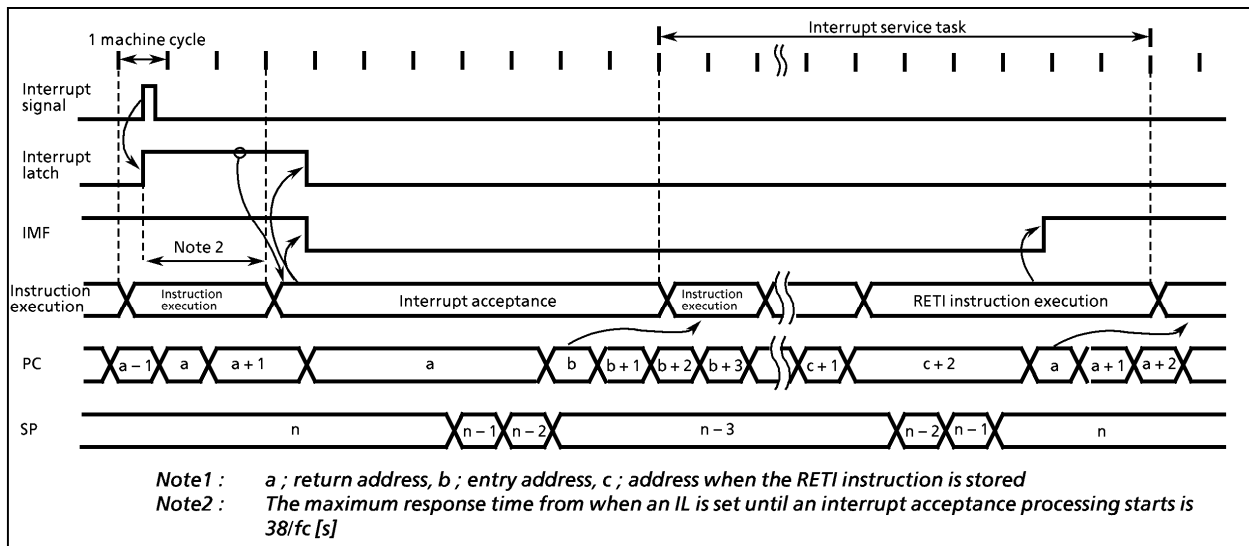 Interrupt service task
1 machine cycle
Interrupt
signal
Interrupt
latch
IMF
Note 2
Instruction
execution
Instruction
execution
Interrupt acceptance
Instruction
execution
RETI instruction execution
PC
a − 1
a
a + 1
a
b
b + 1
b + 2
b + 3
c + 1
c + 2
a
a + 1
a + 2
SP
n
n − 1
n − 2
n − 3
n − 2
n − 1
n
Note1 : a ; return address, b ; entry address, c ; address when the RETI instruction is stored
Note2 : The maximum response time from when an IL is set until an interrupt acceptance processing starts is
38/fc [s]